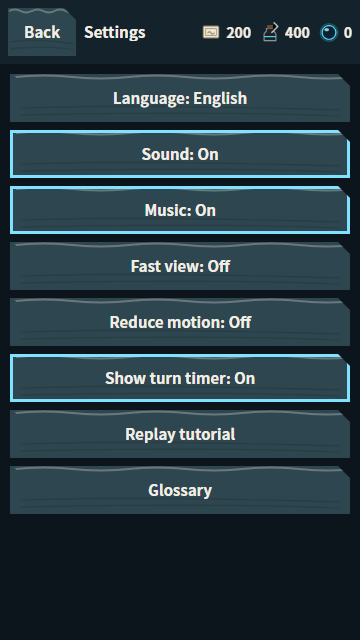 Back Settings 200 400 0
Language: English
Sound: On
Music: On
Fast view: Off
Reduce motion: Off
Show turn timer: On
Replay tutorial
Glossary